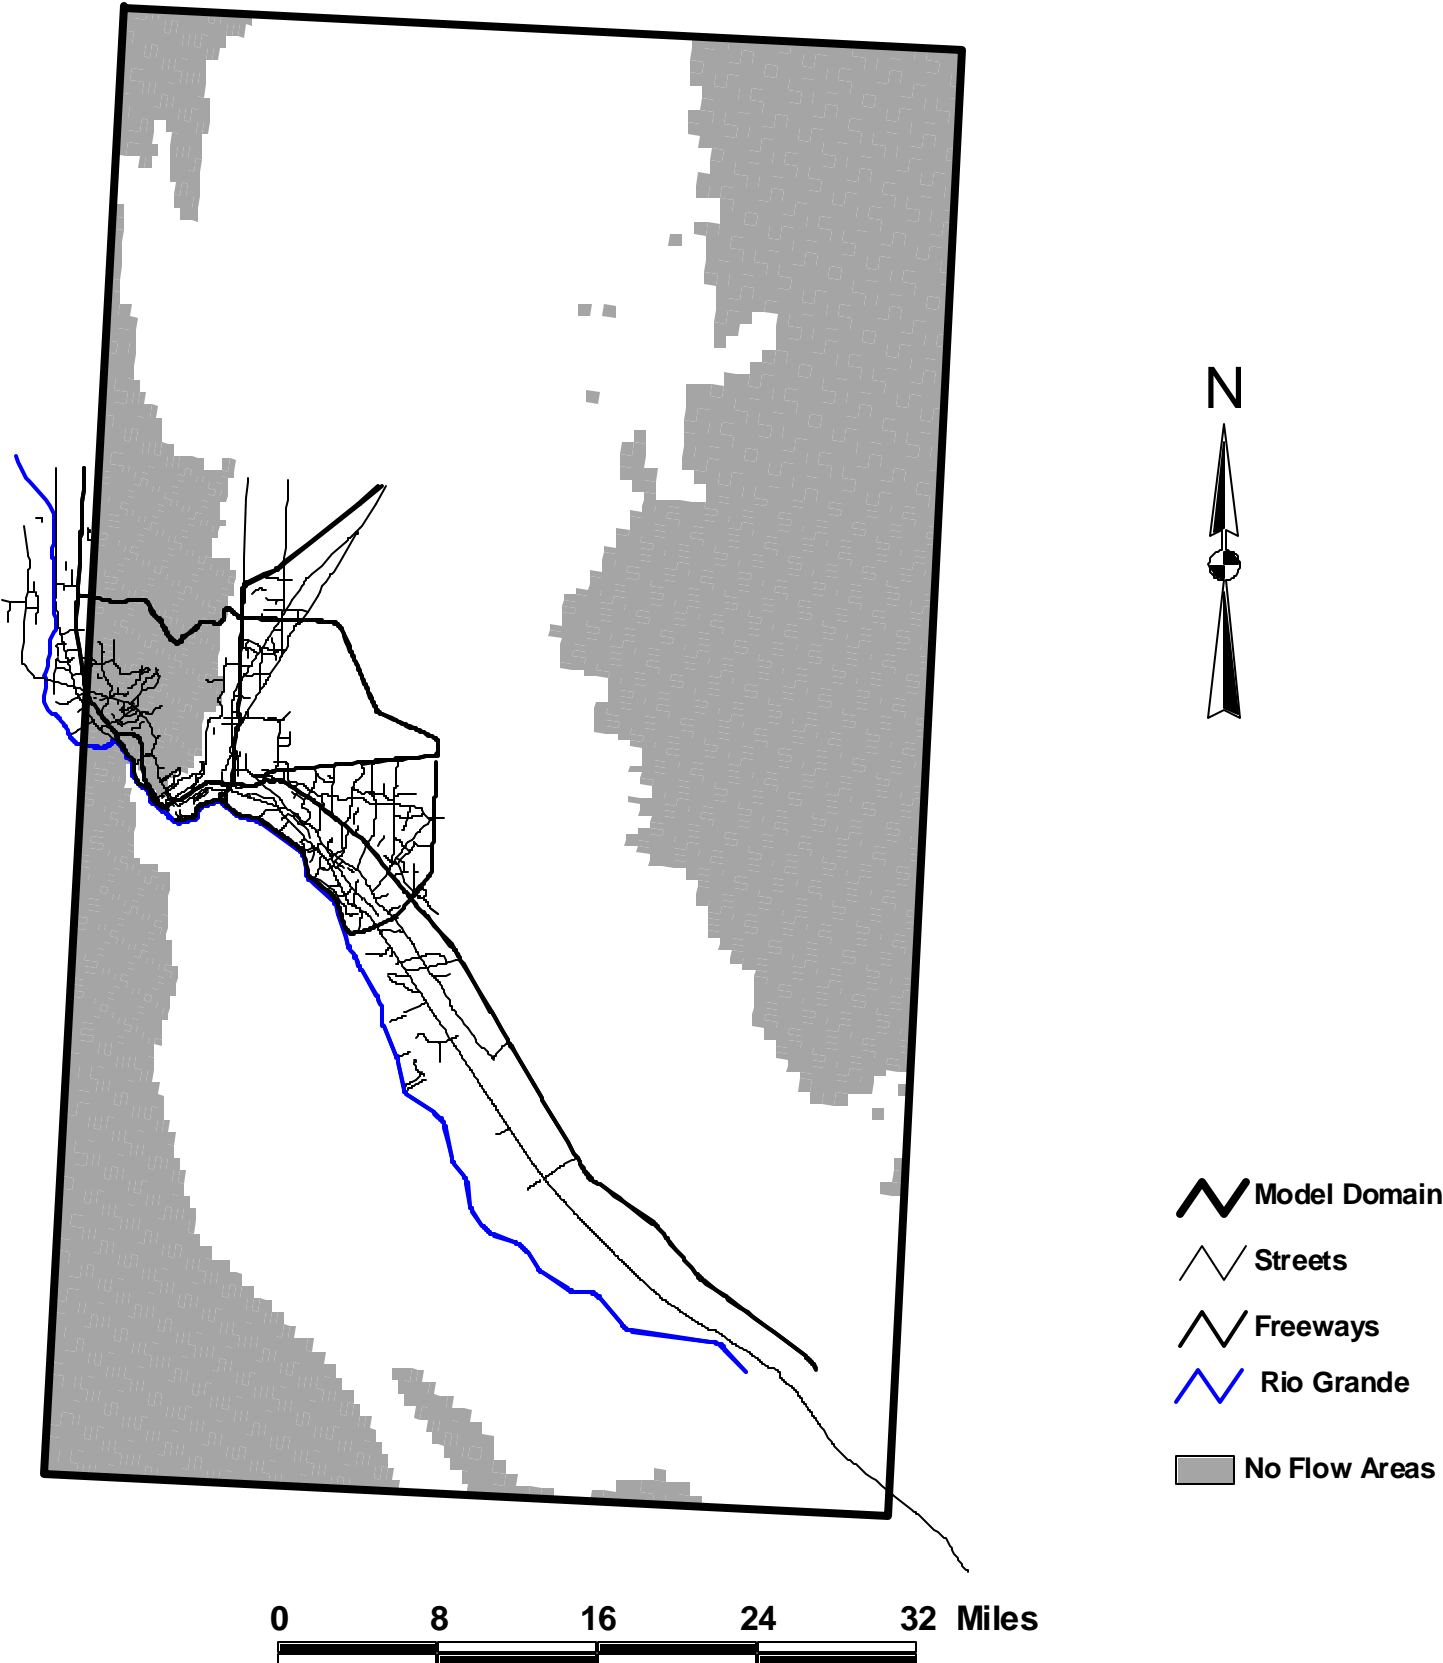 N
Model Domain
Streets
Freeways
Rio Grande
No Flow Areas
0 8 16 24 32 Miles